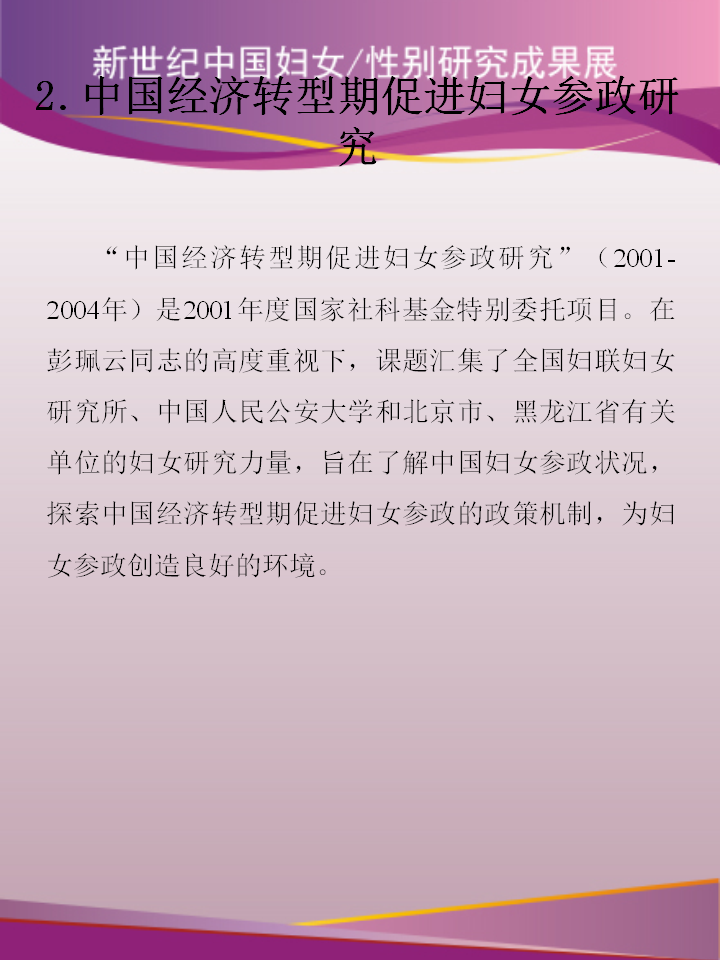 新世纪中国妇女/性别研究成果展
2.中国经济转型期促进妇女参政研
究
“中国经济转型期促进妇女参政研究”（2001-
2004年）是2001年度国家社科基金特别委托项目。在
彭珮云同志的高度重视下，课题汇集了全国妇联妇女
研究所、中国人民公安大学和北京市、黑龙江省有关
单位的妇女研究力量，旨在了解中国妇女参政状况，
探索中国经济转型期促进妇女参政的政策机制，为妇
女参政创造良好的环境。